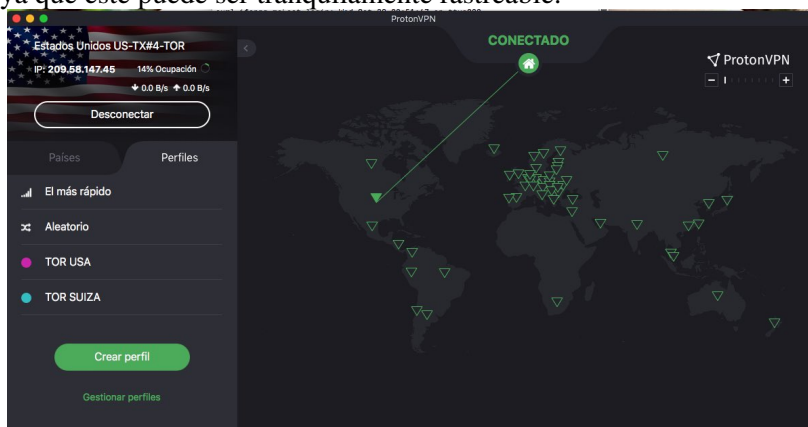 ya que este puede ser tranquilamente rastreable.
ProtonVPN
Estados Unidos US-TX#4-TOR
IP: 209.58.147.45 14% Ocupación
0.0 B/s 0.0 B/s
Desconectar
Países Perfiles
El más rápido
Aleatorio
TOR USA
TOR SUIZA
Crear perfil
Gestionar perfiles
CONECTADO
ProtonVPN